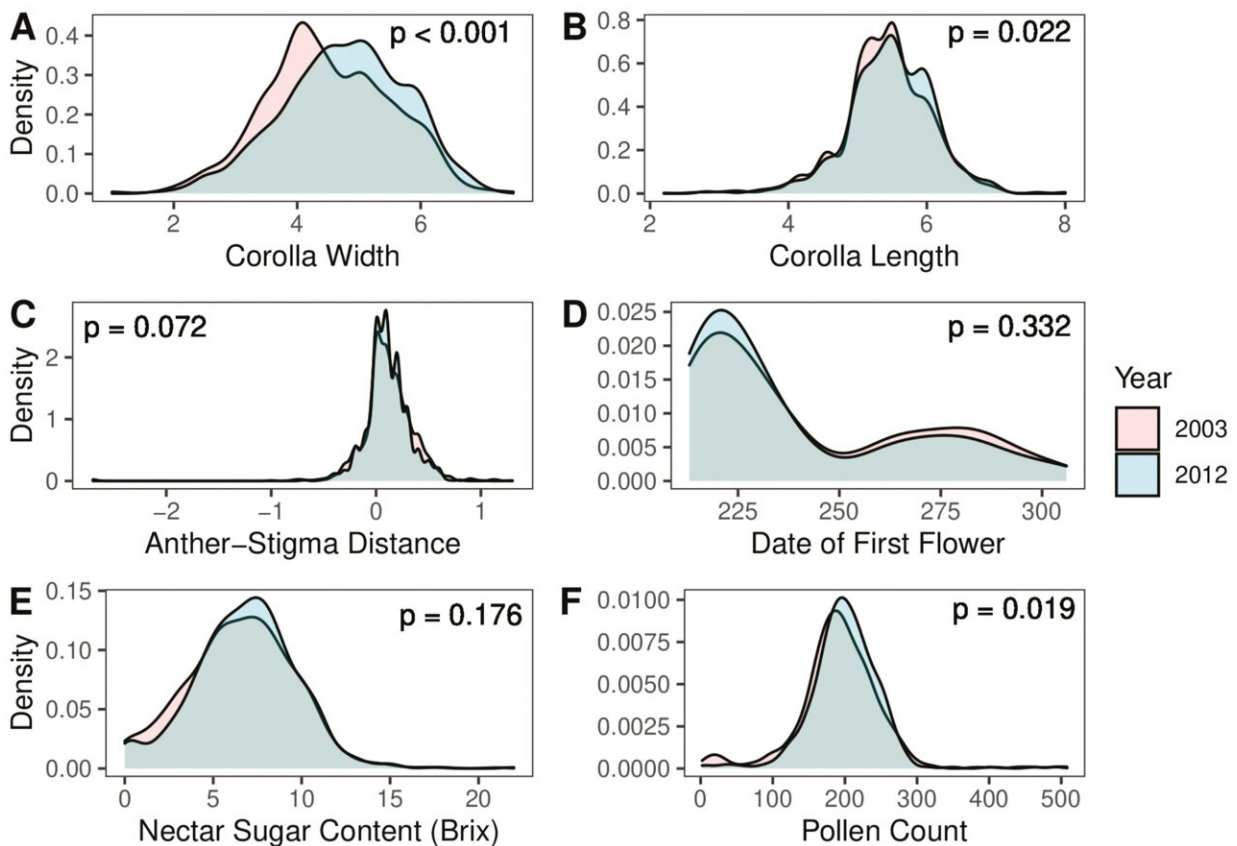 A
p < 0.001
Density
0.4
0.3
0.2
0.1
0.0
2 4 6
Corolla Width
B
p = 0.022
0.8
0.6
0.4
0.2
0.0
2 4 6 8
Corolla Length
C
p = 0.072
Density
2
1
0
−2 −1 0 1
Anther−Stigma Distance
D
p = 0.332
0.025
0.020
0.015
0.010
0.005
0.000
225 250 275 300
Date of First Flower
Year
2003
2012
E
p = 0.176
Density
0.15
0.10
0.05
0.00
0 5 10 15 20
Nectar Sugar Content (Brix)
F
p = 0.019
0.0100
0.0075
0.0050
0.0025
0.0000
0 100 200 300 400 500
Pollen Count